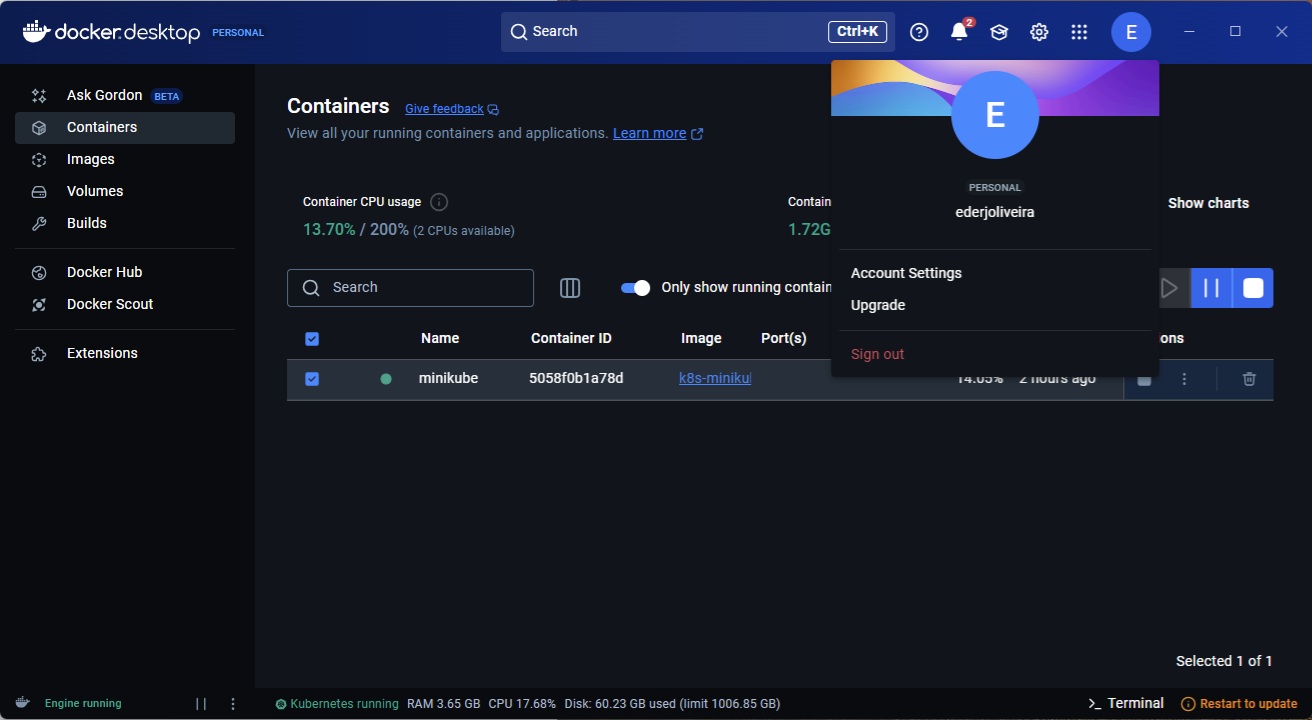 docker.desktop PERSONAL
Search Ctrl+K 2 E
Ask Gordon BETA
Containers
Images
Volumes
Builds
Docker Hub
Docker Scout
Extensions
Containers Give feedback
View all your running containers and applications. Learn more
Container CPU usage
13.70% / 200% (2 CPUs available)
Contain
1.72G
Show charts
Search
Only show running contain
E
PERSONAL
ederjoliveira
Account Settings
Upgrade
Sign out
Name Container ID Image Port(s) ons
minikube 5058f0b1a78d k8s-miniku 14.05% 2 hours ago
Selected 1 of 1
Engine running
Kubernetes running RAM 3.65 GB CPU 17.68% Disk: 60.23 GB used (limit 1006.85 GB)
Terminal Restart to update